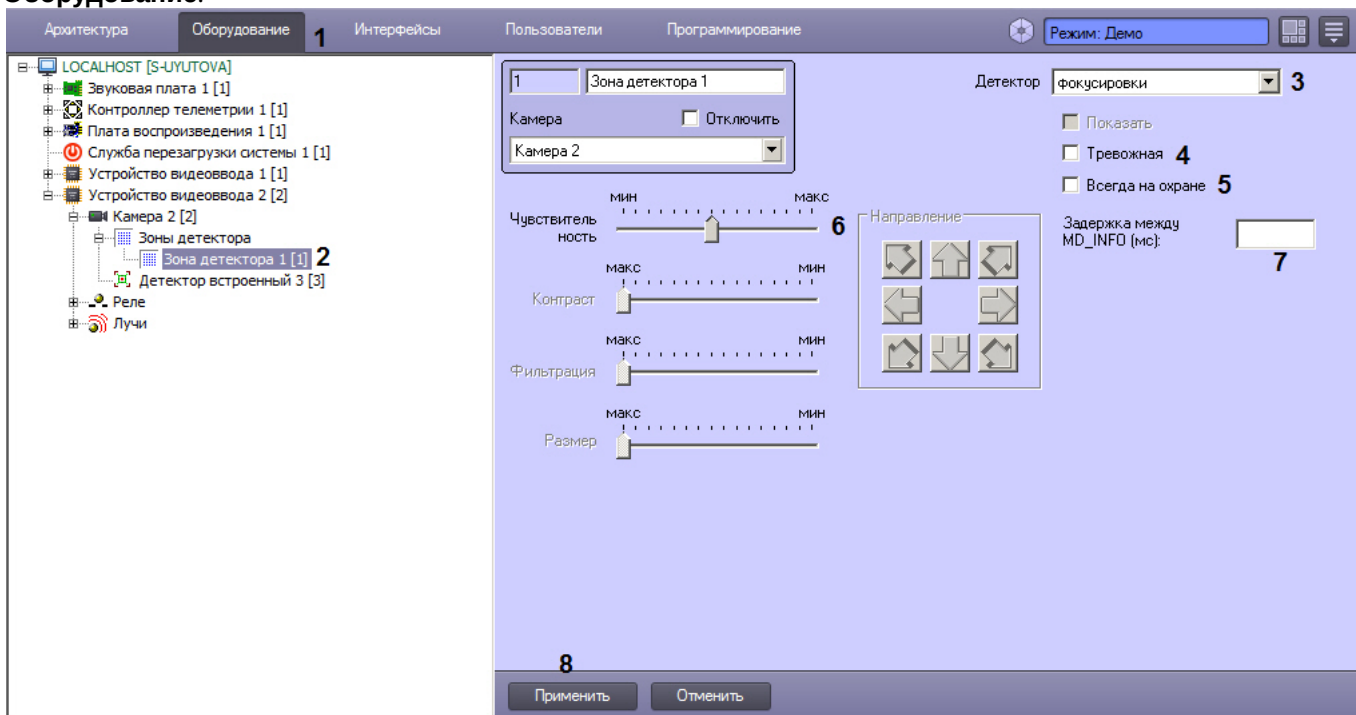 Оборудование.
Архитектура Оборудование 1 Интерфейсы Пользователи Программирование Режим: Демо
LOCALHOST [S-UYUTOVA]
Звуковая плата 1 [1]
Контроллер телеметрии 1 [1]
Плата воспроизведения 1 [1]
Служба перезагрузки системы 1 [1]
Устройство видеоввода 1 [1]
Устройство видеоввода 2 [2]
Камера 2 [2]
Зоны детектора
Зона детектора 1 [1] 2
Детектор встроенный 3 [3]
Реле
Лучи
1 Зона детектора 1
Камера Отключить
Камера 2
Детектор фокусировки 3
Показать
Тревожная 4
Всегда на охране 5
Задержка между
MD_INFO (мс):
7
мин макс
Чувствитель
ность
6
макс мин
Контраст
макс мин
Фильтрация
макс мин
Размер
Направление
8
Применить Отменить